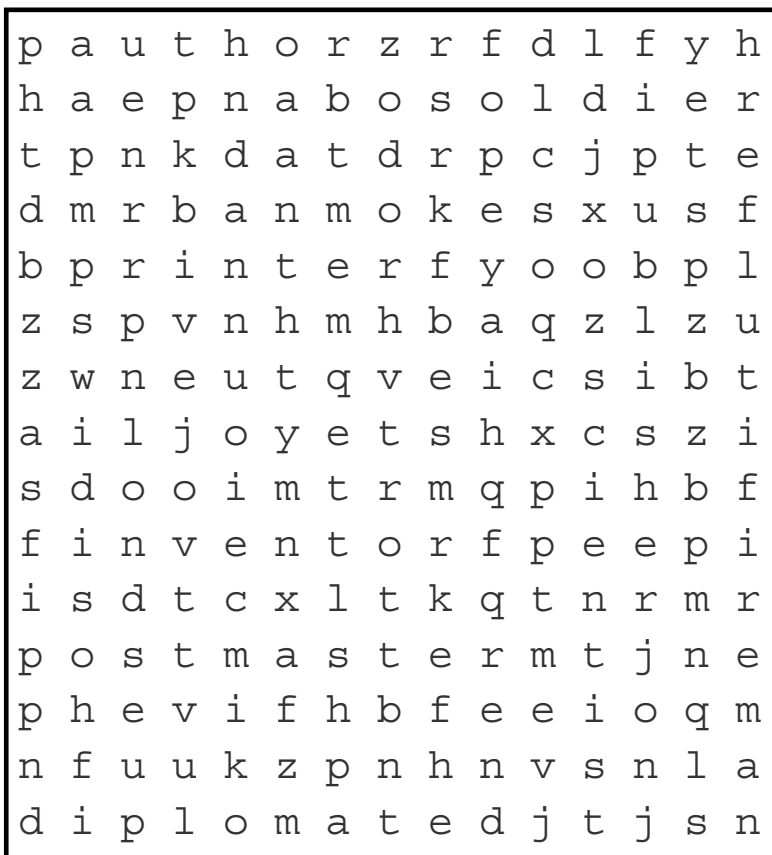 p a u t h o r z r f d l f y h
h a e p n a b o s o l d i e r
t p n k d a t d r p c j p t e
d m r b a n m o k e s x u s f
b p r i n t e r f y o o b p l
z s p v n h m h b a q z l z u
z w n e u t q v e i c s i b t
a i l j o y e t s h x c s z i
s d o o i m t r m q p i h b f
f i n v e n t o r f p e e p i
i s d t c x l t k q t n r m r
p o s t m a s t e r m t j n e
p h e v i f h b f e e i o q m
n f u u k z p n h n v s n l a
d i p l o m a t e d j t j s n